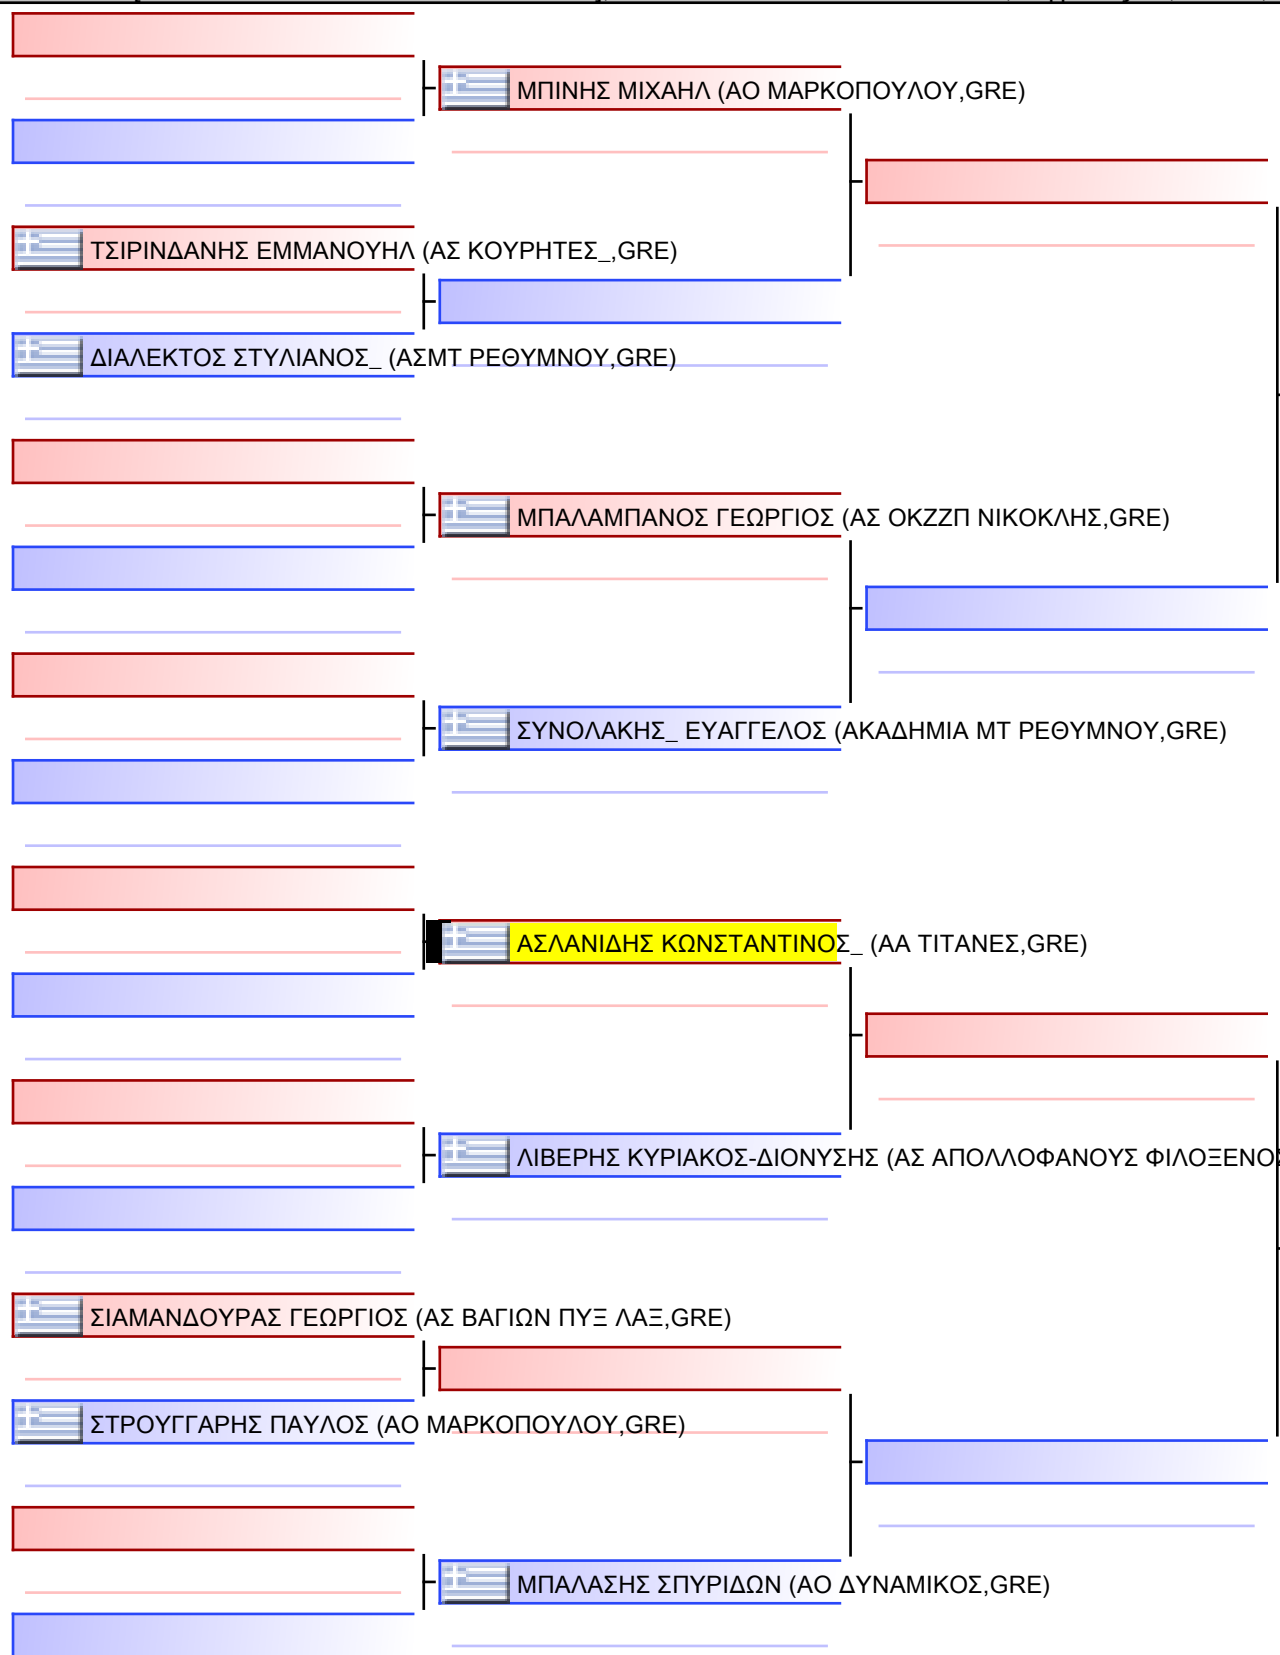 ΜΠΙΝΗΣ ΜΙΧΑΗΛ (ΑΟ ΜΑΡΚΟΠΟΥΛΟΥ,GRE)
ΤΣΙΡΙΝΔΑΝΗΣ ΕΜΜΑΝΟΥΗΛ (ΑΣ ΚΟΥΡΗΤΕΣ_,GRE)
ΔΙΑΛΕΚΤΟΣ ΣΤΥΛΙΑΝΟΣ_ (ΑΣΜΤ ΡΕΘΥΜΝΟΥ,GRE)
ΜΠΑΛΑΜΠΑΝΟΣ ΓΕΩΡΓΙΟΣ (ΑΣ ΟΚΖΖΠ ΝΙΚΟΚΛΗΣ,GRE)
ΣΥΝΟΛΑΚΗΣ_ ΕΥΑΓΓΕΛΟΣ (ΑΚΑΔΗΜΙΑ ΜΤ ΡΕΘΥΜΝΟΥ,GRE)
ΑΣΛΑΝΙΔΗΣ ΚΩΝΣΤΑΝΤΙΝΟΣ_ (ΑΑ ΤΙΤΑΝΕΣ,GRE)
ΛΙΒΕΡΗΣ ΚΥΡΙΑΚΟΣ-ΔΙΟΝΥΣΗΣ (ΑΣ ΑΠΟΛΛΟΦΑΝΟΥΣ ΦΙΛΟΞΕΝΟΣ
ΣΙΑΜΑΝΔΟΥΡΑΣ ΓΕΩΡΓΙΟΣ (ΑΣ ΒΑΓΙΩΝ ΠΥΞ ΛΑΞ,GRE)
ΣΤΡΟΥΓΓΑΡΗΣ ΠΑΥΛΟΣ (ΑΟ ΜΑΡΚΟΠΟΥΛΟΥ,GRE)
ΜΠΑΛΑΣΗΣ ΣΠΥΡΙΔΩΝ (ΑΟ ΔΥΝΑΜΙΚΟΣ,GRE)